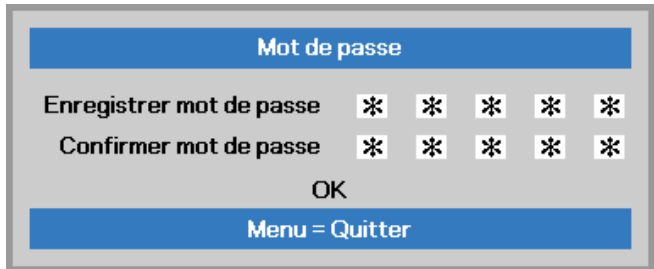 Mot de passe
Enregistrer mot de passe * * * * *
Confirmer mot de passe * * * * *
OK
Menu = Quitter